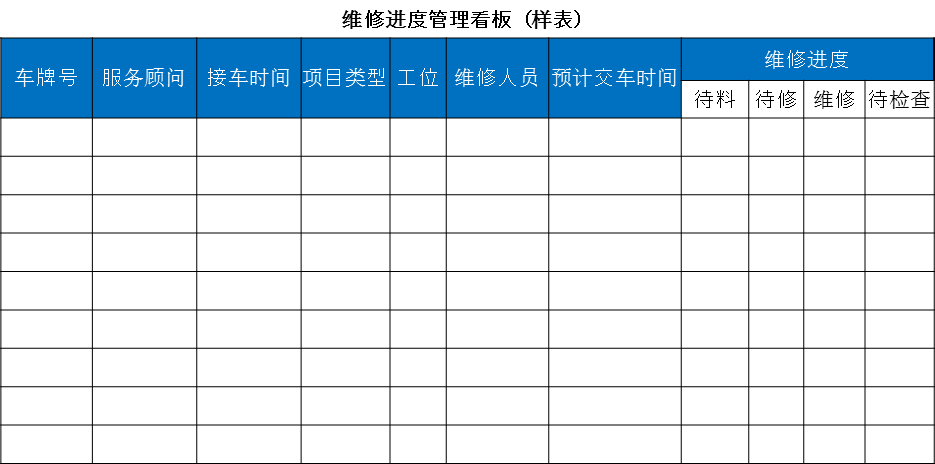 维修进度管理看板（样表）
车牌号 服务顾问 接车时间 项目类型 工位 维修人员 预计交车时间 维修进度
待料 待修 维修 待检查